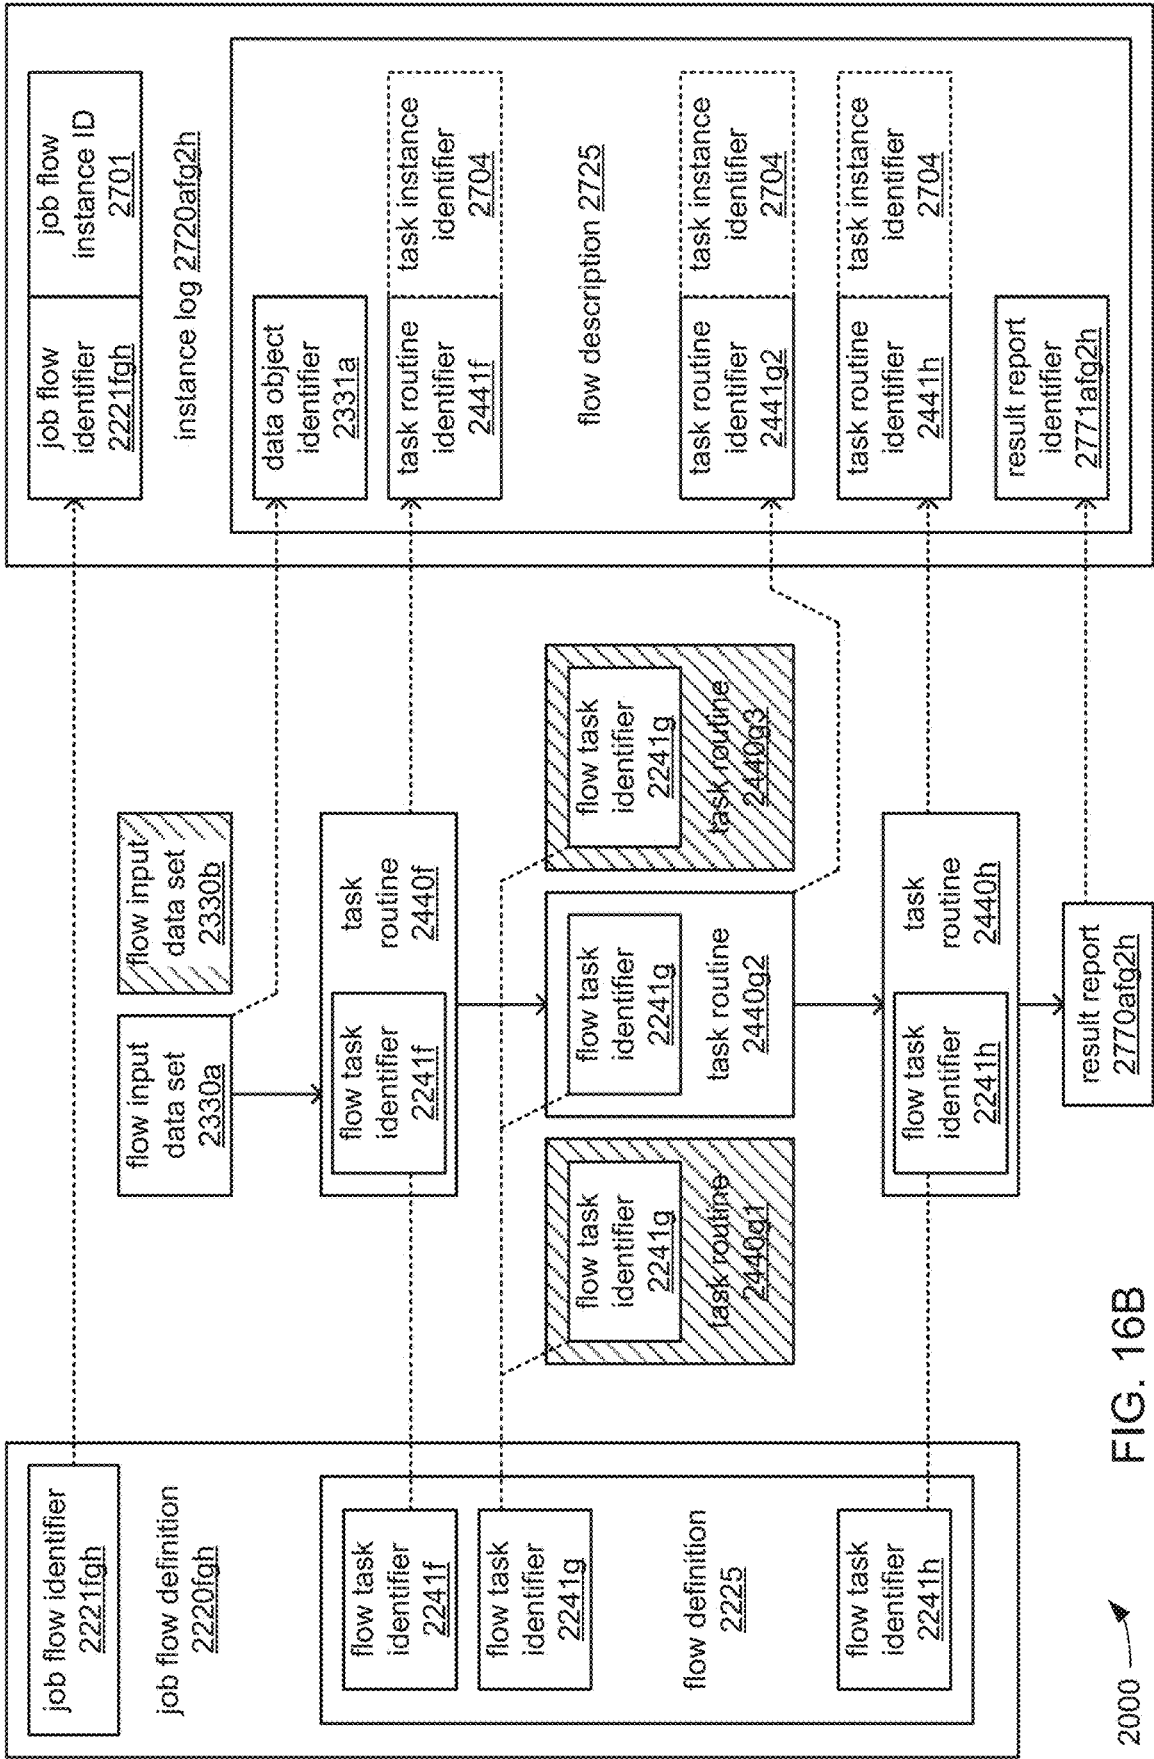 job flow identifier
2221fgh
job flow definition
2220fgh
flow task
identifier
2241f
flow task
identifier
2241g
flow definition
2225
flow task
identifier
2241h
flow input
data set
2330a
flow input
data set
2330b
flow task
identifier
2241f
task
routine
2440f
flow task
identifier
2241g
task routine
2440g1
flow task
identifier
2241g
task routine
2440g2
flow task
identifier
2241g
task routine
2440g3
flow task
identifier
2241h
task
routine
2440h
result report
2770afg2h
job flow
identifier
2221fgh
job flow
instance ID
2701
instance log 2720afg2h
data object
identifier
2331a
task routine
identifier
2441f
task instance
identifier
2704
flow description 2725
task routine
identifier
2441g2
task instance
identifier
2704
task routine
identifier
2441h
task instance
identifier
2704
result report
identifier
2771afg2h
2000
FIG. 16B